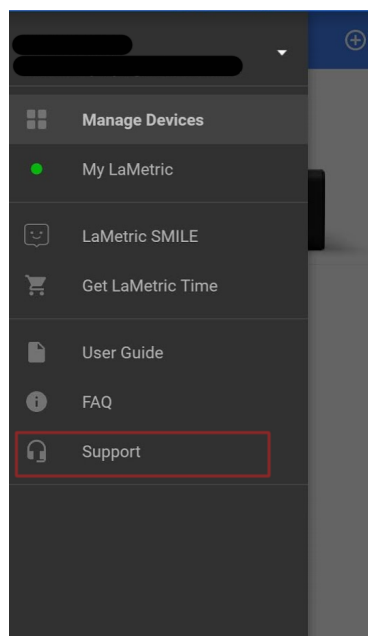 Manage Devices
My LaMetric
LaMetric SMILE
Get LaMetric Time
User Guide
FAQ
Support